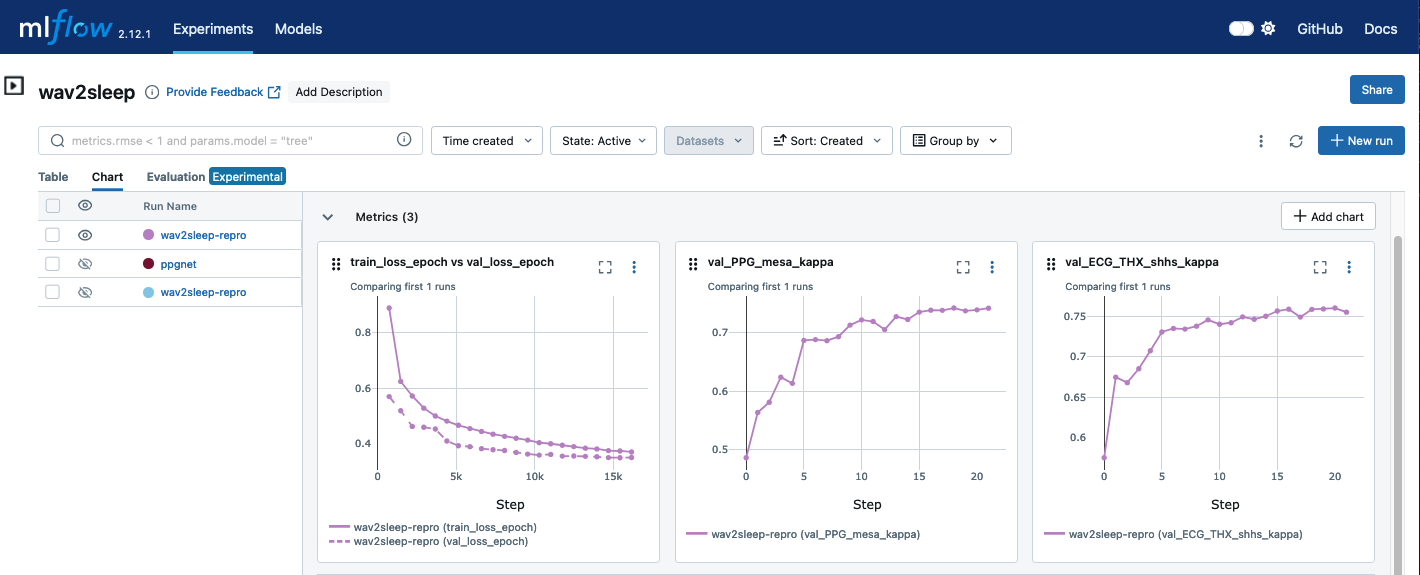 mlflow 2.12.1 Experiments Models GitHub Docs
wav2sleep Provide Feedback Add Description Share
metrics.rmse < 1 and params.model = "tree" Time created State: Active Datasets Sort: Created Group by New run
Table Chart Evaluation Experimental
Run Name
wav2sleep-repro
ppgnet
wav2sleep-repro
Metrics (3) Add chart
train_loss_epoch vs val_loss_epoch
Comparing first 1 runs
0.8
0.6
0.4
0 5k 10k 15k
Step
wav2sleep-repro (train_loss_epoch)
wav2sleep-repro (val_loss_epoch)
val_PPG_mesa_kappa
Comparing first 1 runs
0.7
0.6
0.5
0 5 10 15 20
Step
wav2sleep-repro (val_PPG_mesa_kappa)
val_ECG_THX_shhs_kappa
Comparing first 1 runs
0.75
0.7
0.65
0.6
0 5 10 15 20
Step
wav2sleep-repro (val_ECG_THX_shhs_kappa)